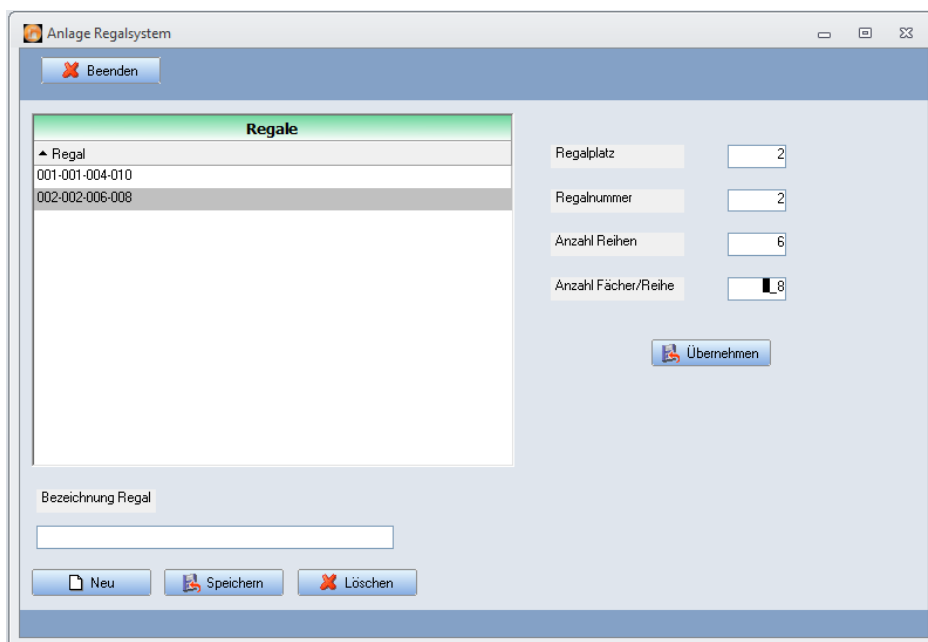 Anlage Regalsystem
Beenden
Regale
Regal
001-001-004-010
002-002-006-008
Regalplatz 2
Regalnummer 2
Anzahl Reihen 6
Anzahl Fächer/Reihe _8
Übernehmen
Bezeichnung Regal
Neu Speichern Löschen